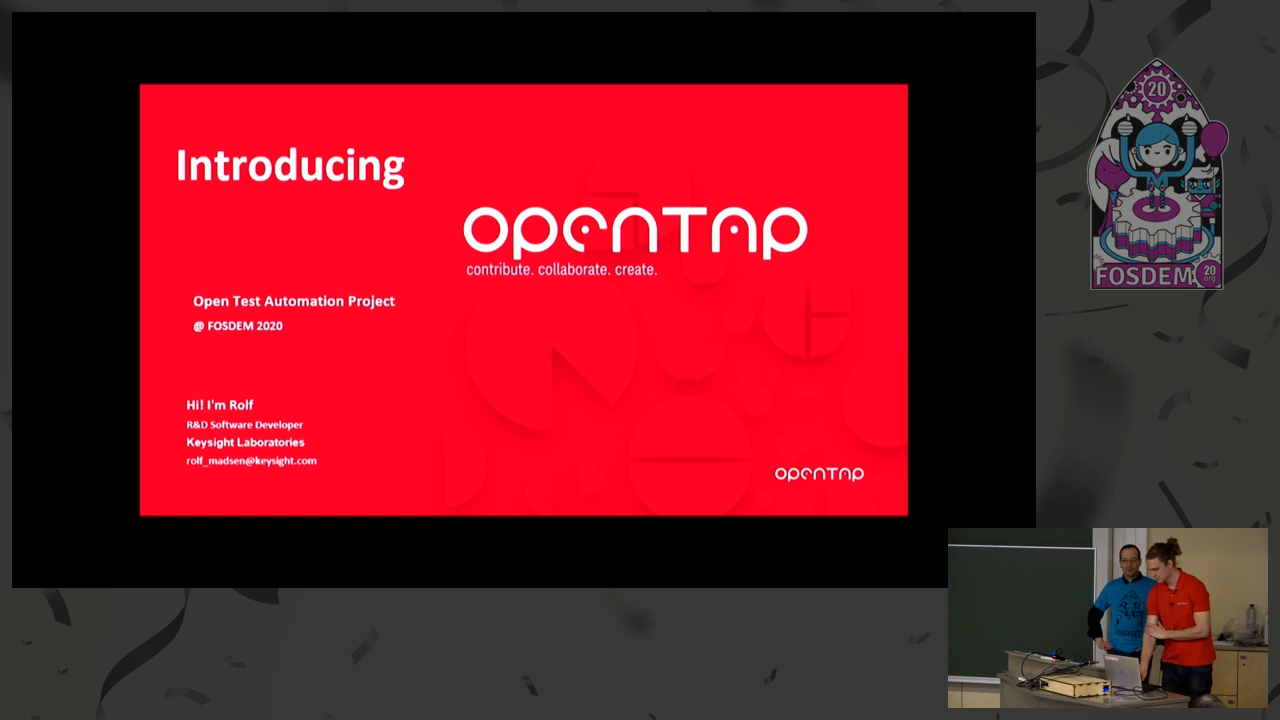 Introducing
OPENTAP
contribute. collaborate. create.
Open Test Automation Project
@ FOSDEM 2020
Hi! I'm Rolf
R&D Software Developer
Keysight Laboratories
rolf_madsen@keysight.com
OPENTAP
20
FOSDEM
20
org